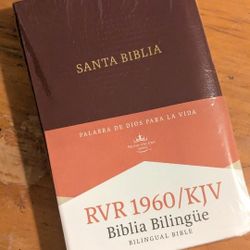 SANTA BIBLIA
PALABRA DE DIOS PARA LA VIDA
RVR 1960/KJV
Biblia Bilingüe
BILINGUAL BIBLE